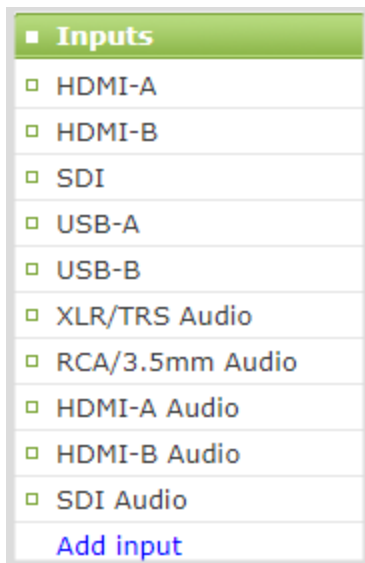 Inputs
HDMI-A
HDMI-B
SDI
USB-A
USB-B
XLR/TRS Audio
RCA/3.5mm Audio
HDMI-A Audio
HDMI-B Audio
SDI Audio
Add input